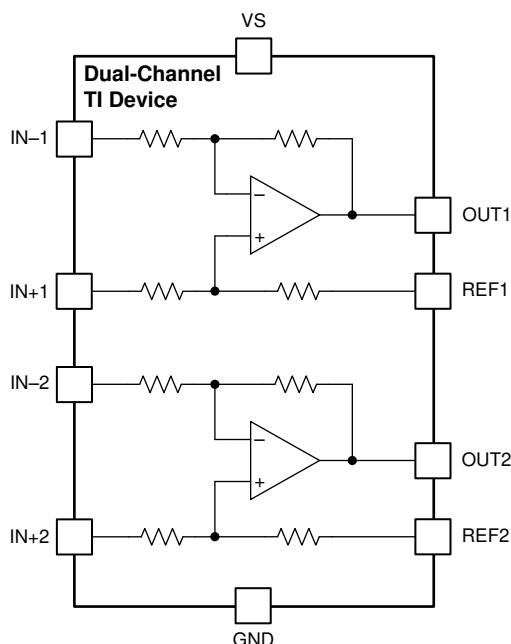 VS
Dual-Channel
TI Device
IN–1
OUT1
IN+1
REF1
IN–2
OUT2
IN+2
REF2
GND